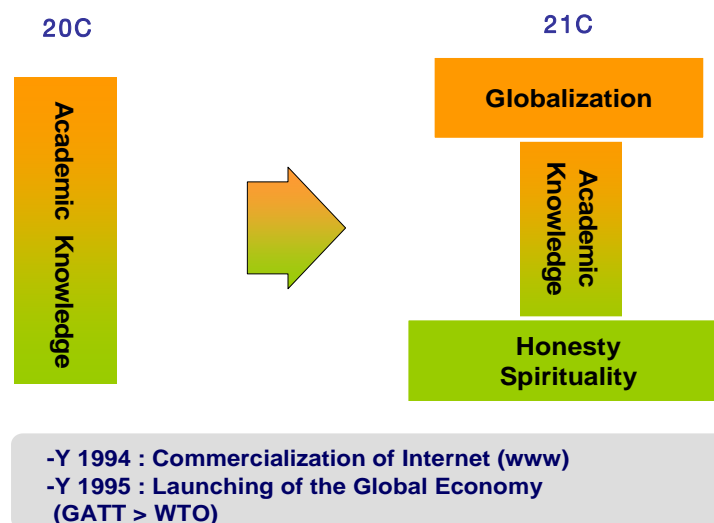 20C
21C
Academic Knowledge
Globalization
Academic
Knowledge
Honesty
Spirituality
-Y 1994 : Commercialization of Internet (www)
-Y 1995 : Launching of the Global Economy
(GATT > WTO)